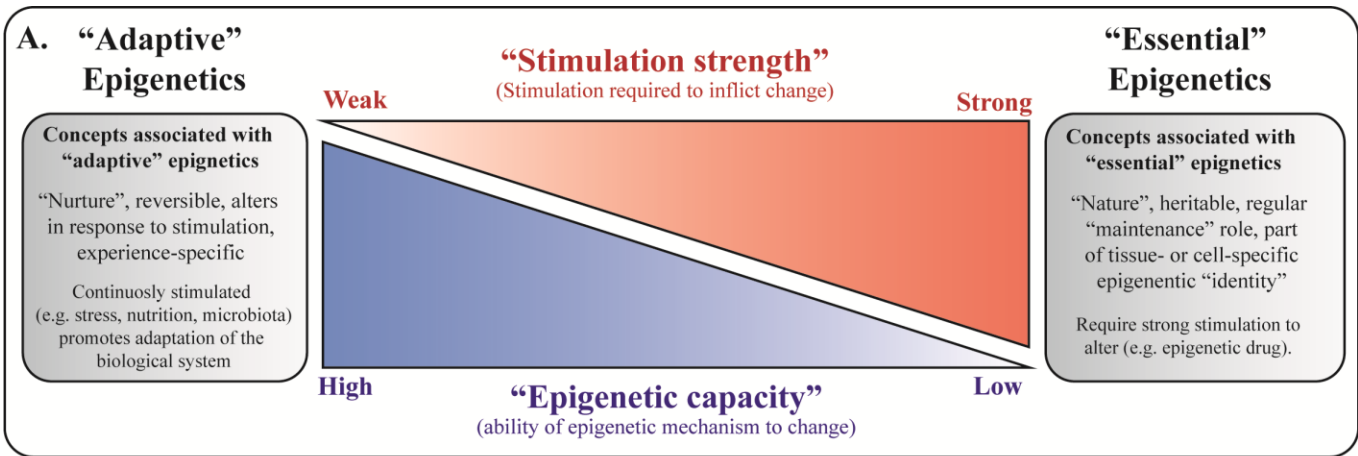 A.
“Adaptive”
Epigenetics
Concepts associated with
“adaptive” epignetics
“Nurture”, reversible, alters
in response to stimulation,
experience-specific
Continuosly stimulated
(e.g. stress, nutrition, microbiota)
promotes adaptation of the
biological system
“Stimulation strength”
(Stimulation required to inflict change)
Weak
Strong
High
Low
“Epigenetic capacity”
(ability of epigenetic mechanism to change)
“Essential”
Epigenetics
Concepts associated with
“essential” epignetics
“Nature”, heritable, regular
“maintenance” role, part
of tissue- or cell-specific
epigenentic “identity”
Require strong stimulation to
alter (e.g. epigenetic drug).